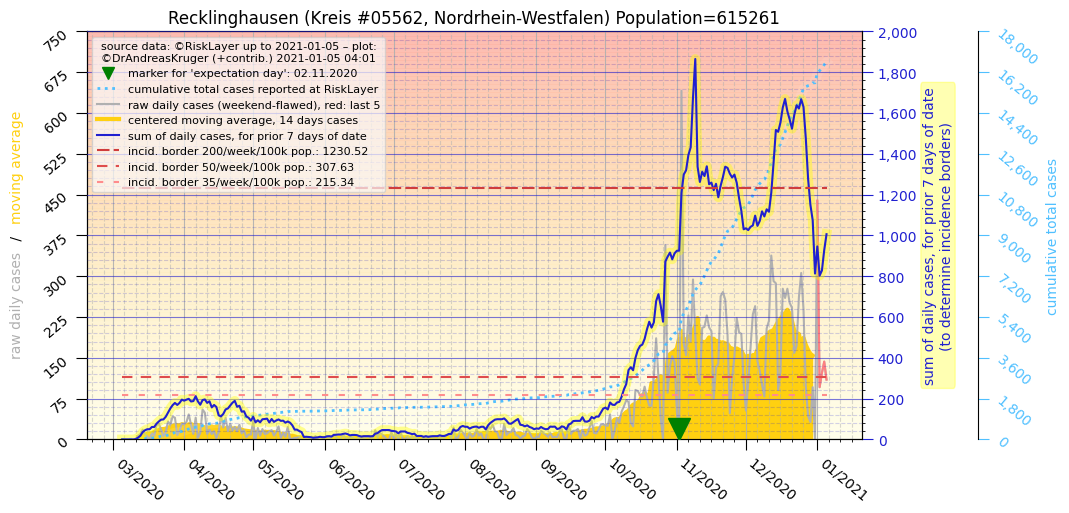 Recklinghausen (Kreis #05562, Nordrhein-Westfalen) Population=615261
source data: ©RiskLayer up to 2021-01-05 – plot:
©DrAndreasKruger (+contrib.) 2021-01-05 04:01
marker for 'expectation day': 02.11.2020
cumulative total cases reported at RiskLayer
raw daily cases (weekend-flawed), red: last 5
centered moving average, 14 days cases
sum of daily cases, for prior 7 days of date
incid. border 200/week/100k pop.: 1230.52
incid. border 50/week/100k pop.: 307.63
incid. border 35/week/100k pop.: 215.34
raw daily cases / moving average
750
675
600
525
450
375
300
225
150
75
0
03/2020
04/2020
05/2020
06/2020
07/2020
08/2020
09/2020
10/2020
11/2020
12/2020
01/2021
2,000
1,800
1,600
1,400
1,200
1,000
800
600
400
200
0
sum of daily cases, for prior 7 days of date
(to determine incidence borders)
18,000
16,200
14,400
12,600
10,800
9,000
7,200
5,400
3,600
1,800
0
cumulative total cases